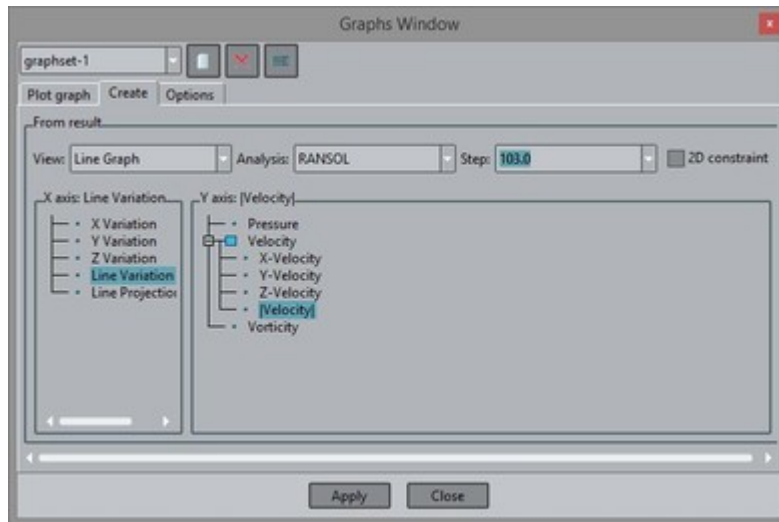 Graphs Window
graphset-1
Plot graph Create Options
From result
View: Line Graph Analysis: RANSOL Step: 103.0 2D constraint
X axis: Line Variation
X Variation
Y Variation
Z Variation
Line Variation
Line Projection
Y axis: |Velocity|
Pressure
Velocity
X-Velocity
Y-Velocity
Z-Velocity
|Velocity|
Vorticity
Apply Close